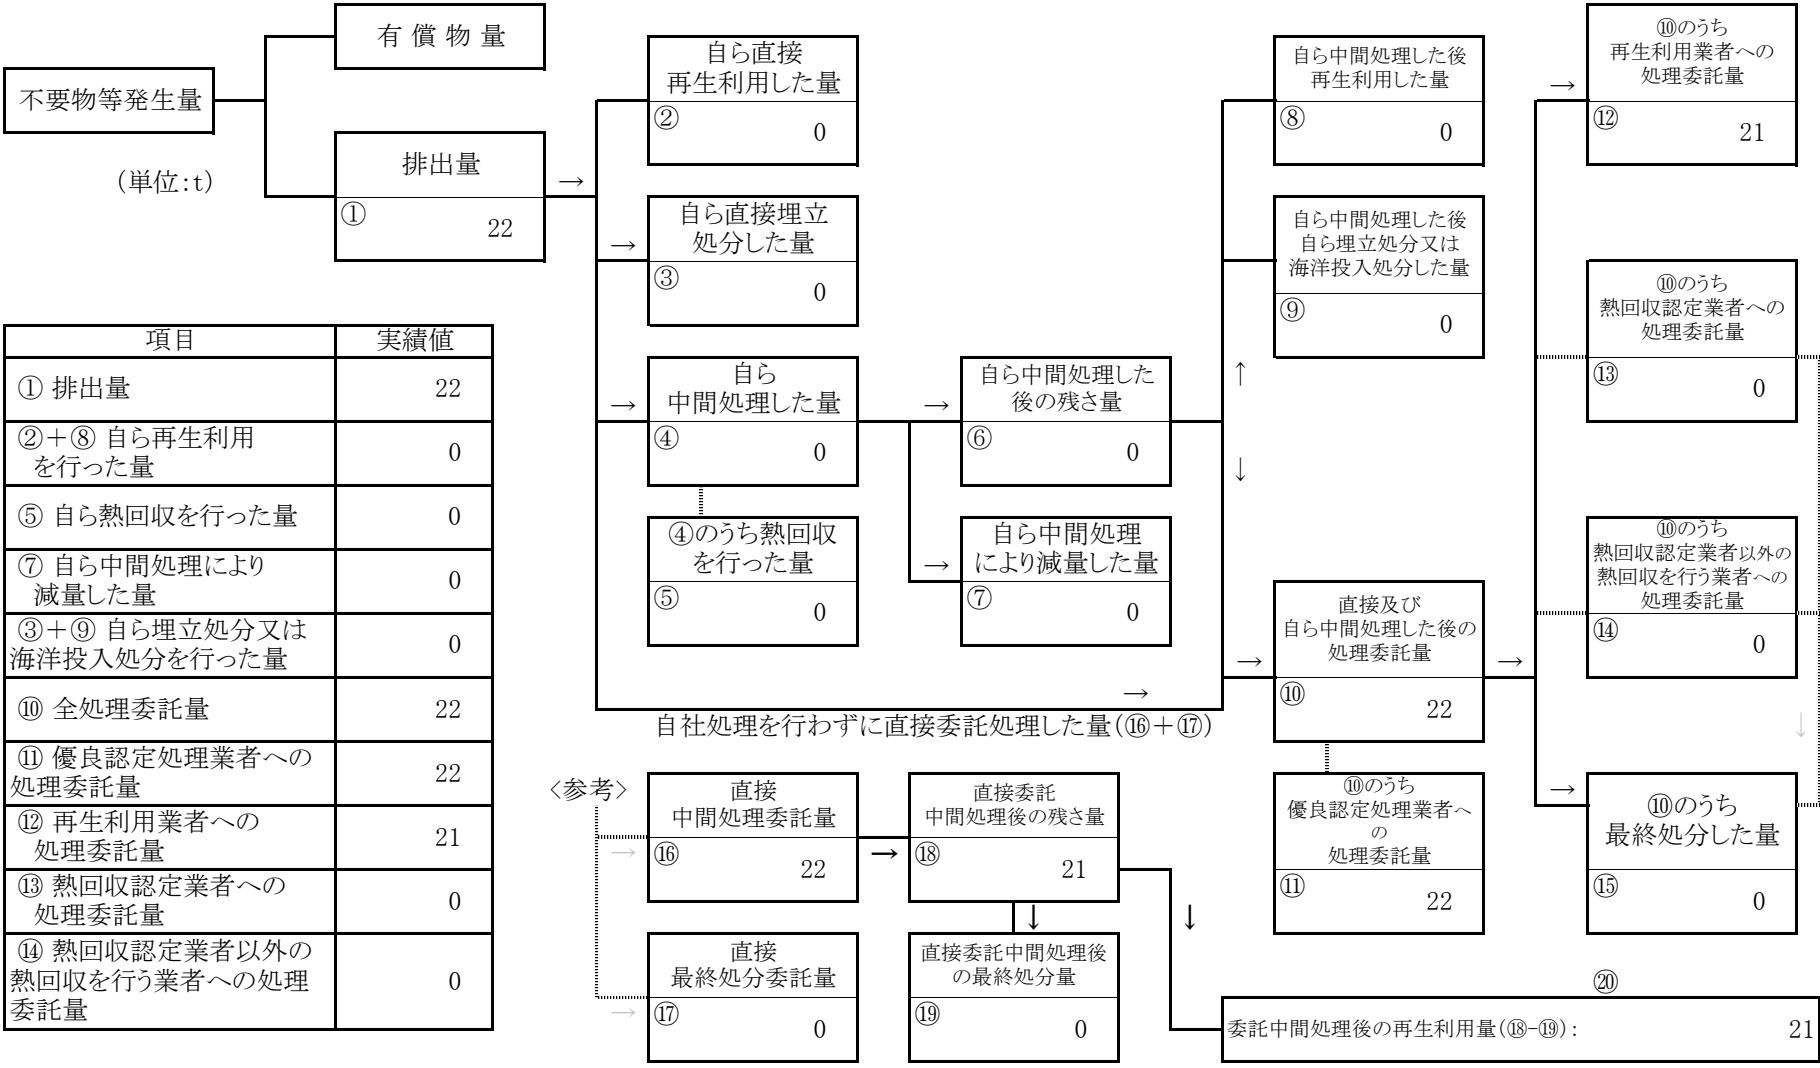 有 償 物 量
不要物等発生量
（単位:t）
排出量
→
①
22
自ら直接
再生利用した量
②
0
→
自ら直接埋立
処分した量
③
0
→
自ら
中間処理した量
④
0
④のうち熱回収
を行った量
⑤
0
→
自ら中間処理した
後の残さ量
⑥
0
→
自ら中間処理
により減量した量
⑦
0
自ら中間処理した後
再生利用した量
⑧
0
自ら中間処理した後
自ら埋立処分又は
海洋投入処分した量
⑨
0
↑
↓
→
直接及び
自ら中間処理した後の
処理委託量
⑩
22
→
自社処理を行わずに直接委託処理した量（⑯＋⑰）
⑩のうち
優良認定処理業者へ
の
処理委託量
⑪
22
→
→
⑩のうち
再生利用業者への
処理委託量
⑫
21
⑩のうち
熱回収認定業者への
処理委託量
⑬
0
⑩のうち
熱回収認定業者以外の
熱回収を行う業者への
処理委託量
⑭
0
↓
→
⑩のうち
最終処分した量
⑮
0
項目 実績値
① 排出量 22
②＋⑧ 自ら再生利用
を行った量 0
⑤ 自ら熱回収を行った量 0
⑦ 自ら中間処理により
減量した量 0
③＋⑨ 自ら埋立処分又は
海洋投入処分を行った量 0
⑩ 全処理委託量 22
⑪ 優良認定処理業者への
処理委託量 22
⑫ 再生利用業者への
処理委託量 21
⑬ 熱回収認定業者への
処理委託量 0
⑭ 熱回収認定業者以外の
熱回収を行う業者への処理
委託量 0
〈参考〉
→
直接
中間処理委託量
⑯
22
→
直接委託
中間処理後の残さ量
⑱
21
↓
↓
→
直接
最終処分委託量
⑰
0
直接委託中間処理後
の最終処分量
⑲
0
⑳
委託中間処理後の再生利用量（⑱-⑲）: 21